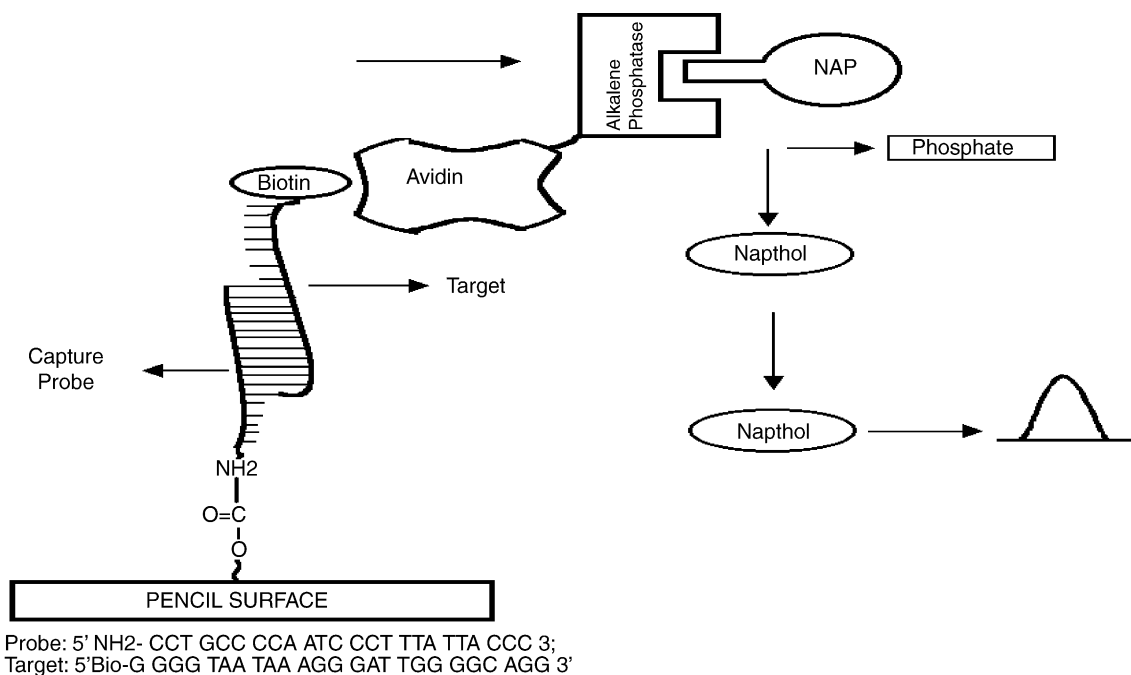 Alkalene
Phosphatase
NAP
Phosphate
Biotin
Avidin
Napthol
Target
Capture
Probe
Napthol
NH2
O=C
O
PENCIL SURFACE
Probe: 5' NH2- CCT GCC CCA ATC CCT TTA TTA CCC 3;
Target: 5'Bio-G GGG TAA TAA AGG GAT TGG GGC AGG 3'